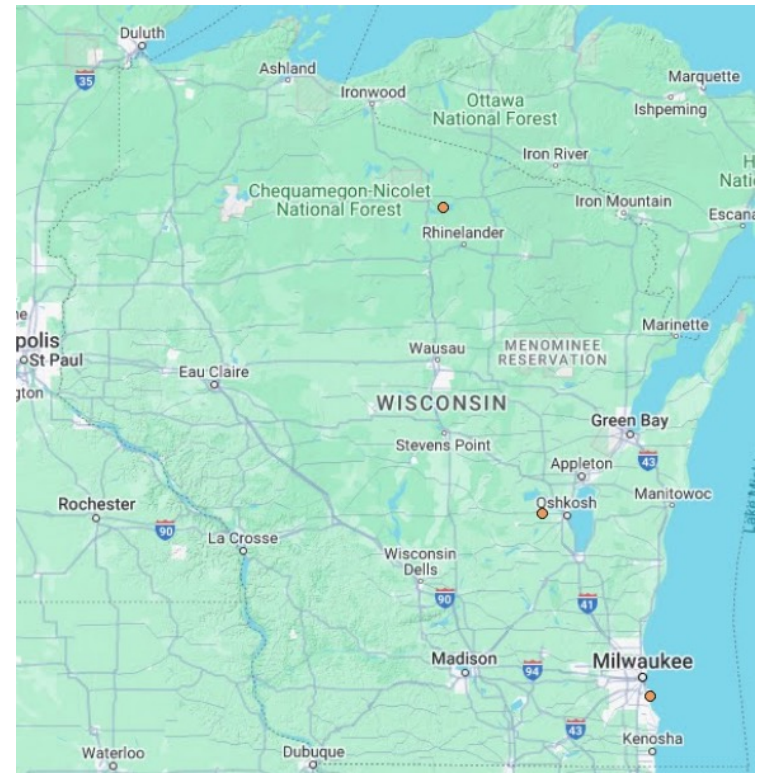 Duluth
35
Ashland
Ironwood
Marquette
Ishpeming
Ottawa
National Forest
Iron River
H
Nati
Chequamegon-Nicolet
National Forest
Iron Mountain
Escana
Rhinelander
ne
polis
St Paul
gton
Marinette
Wausau
MENOMINEE
RESERVATION
Eau Claire
WISCONSIN
Green Bay
Stevens Point
43
Appleton
Oshkosh
Manitowoc
Rochester
90
La Crosse
Wisconsin
Dells
90
41
Madison
94
Milwaukee
43
Kenosha
Waterloo
Dubuque